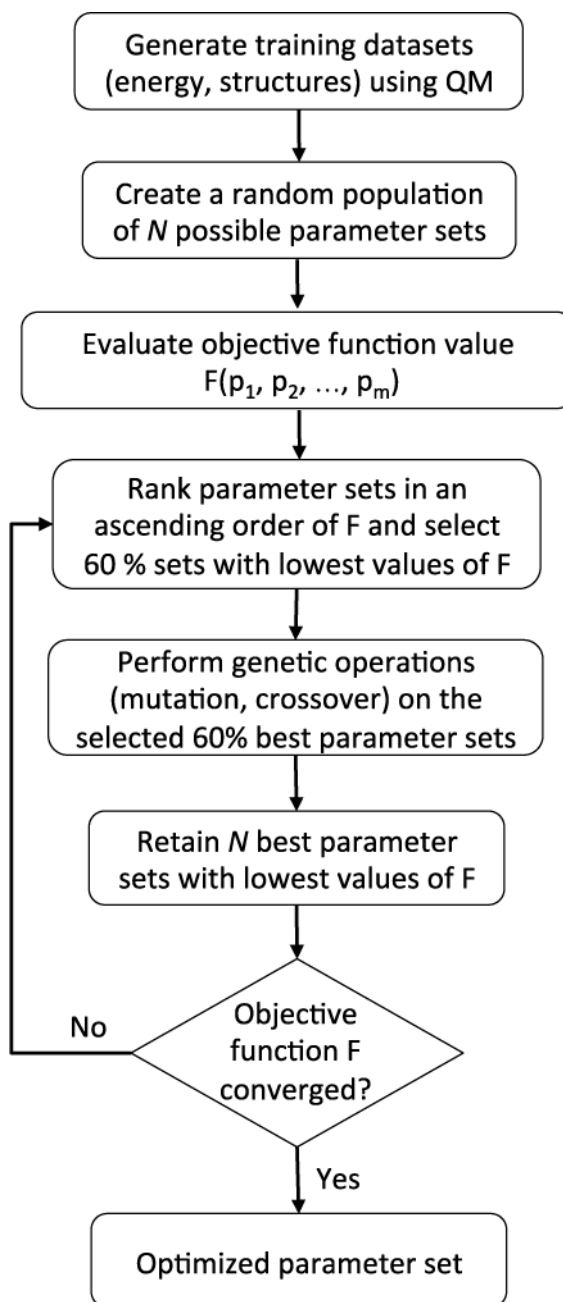 Generate training datasets
(energy, structures) using QM
Create a random population
of N possible parameter sets
Evaluate objective function value
F(p₁, p₂, …, pₘ)
Rank parameter sets in an
ascending order of F and select
60 % sets with lowest values of F
Perform genetic operations
(mutation, crossover) on the
selected 60% best parameter sets
Retain N best parameter
sets with lowest values of F
No
Objective
function F
converged?
Yes
Optimized parameter set